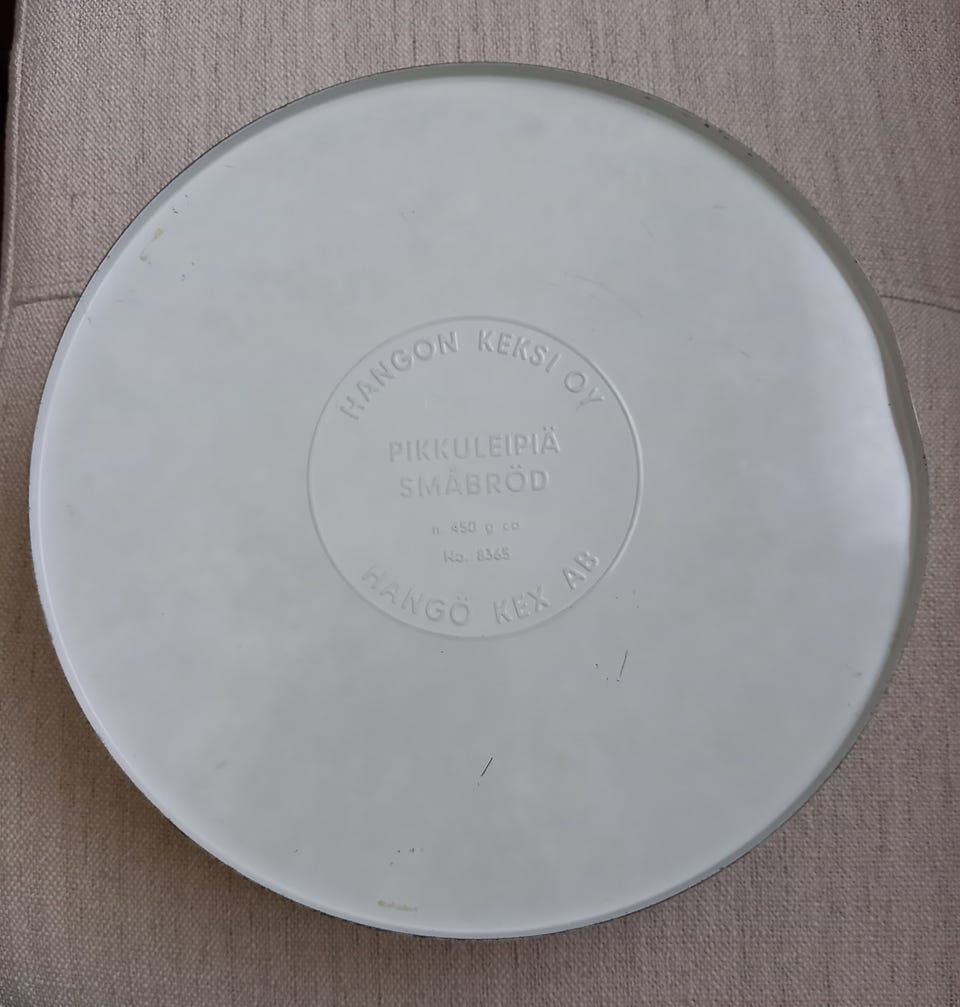 HANGON KEKSI OY
PIKKULEIPIÄ
SMÅBRÖD
n. 450 g ca
No. 8365
HANGÖ KEX AB